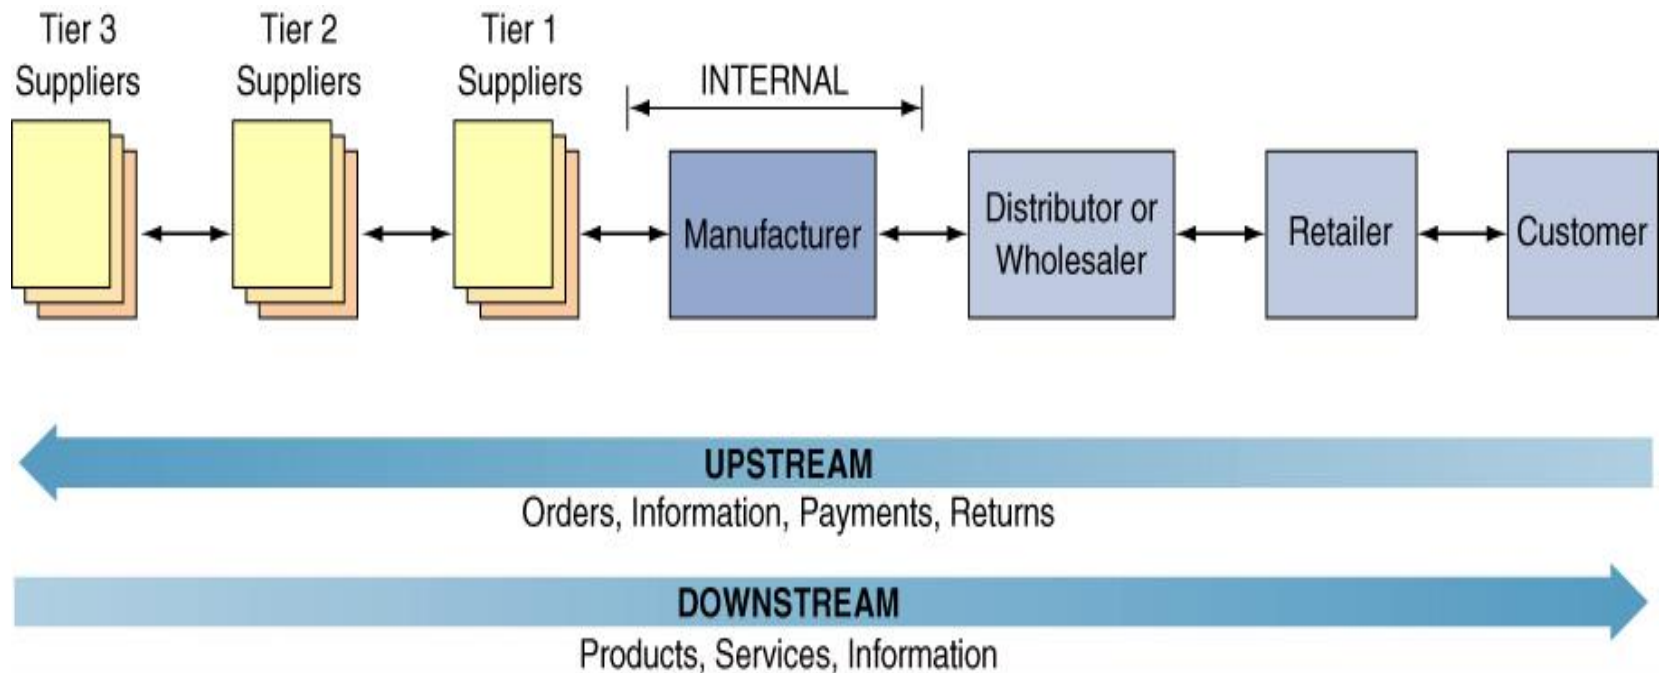 Tier 3
Suppliers
Tier 2
Suppliers
Tier 1
Suppliers
INTERNAL
Manufacturer
Distributor or
Wholesaler
Retailer
Customer
UPSTREAM
Orders, Information, Payments, Returns
DOWNSTREAM
Products, Services, Information